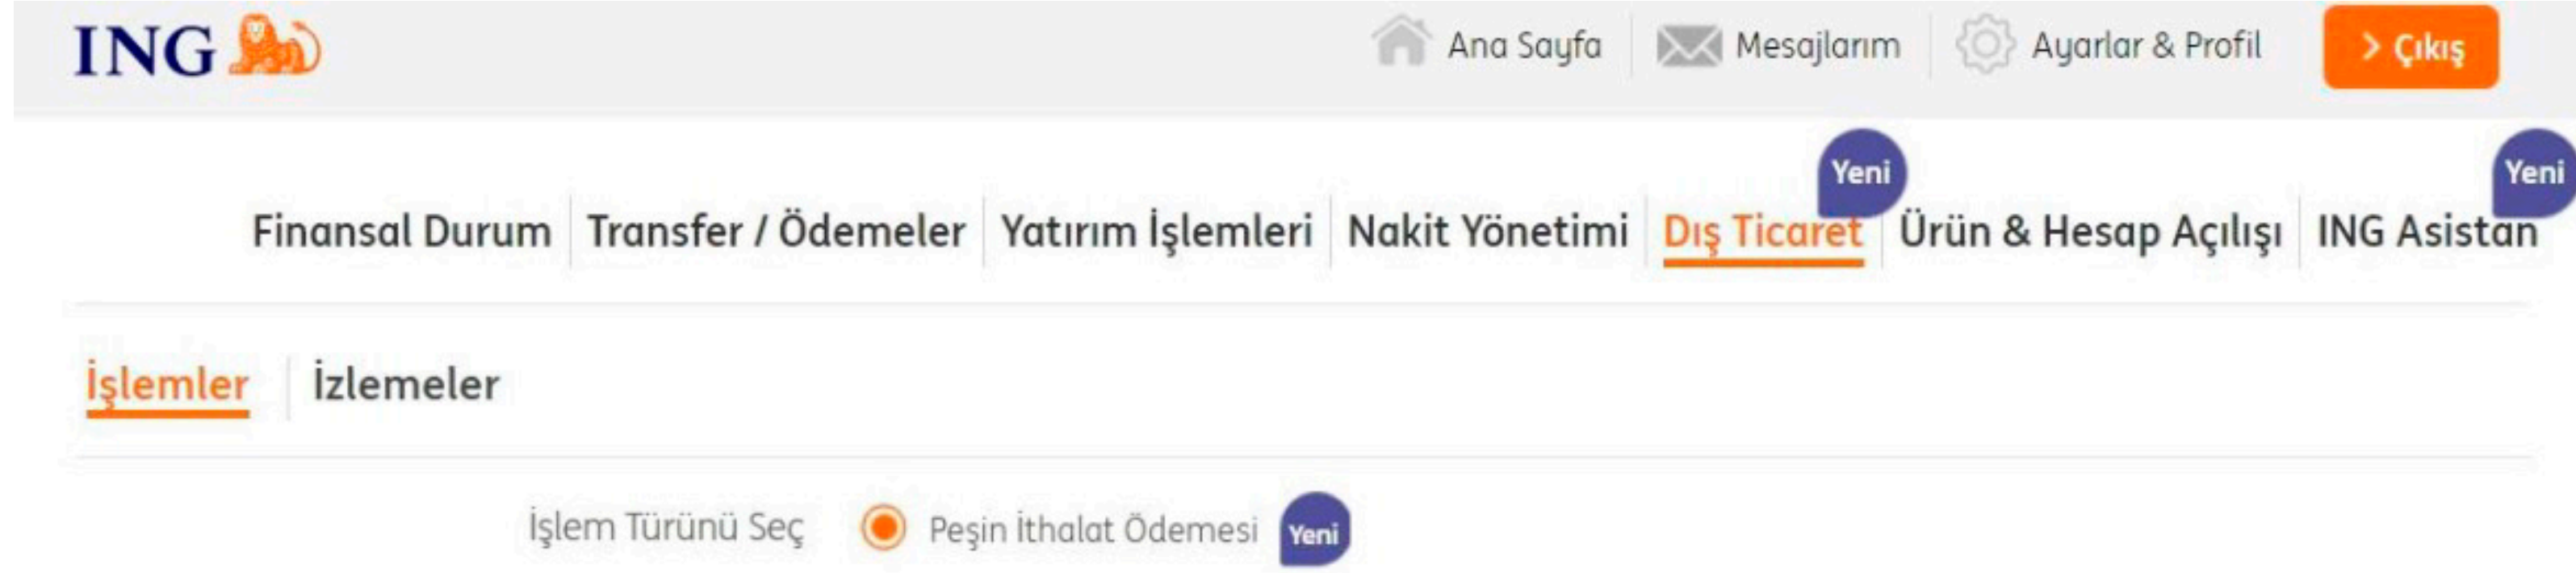 ING Ana Sayfa Mesajlarım Ayarlar & Profil > Çıkış
Yeni Yeni
Finansal Durum Transfer / Ödemeler Yatırım İşlemleri Nakit Yönetimi Dış Ticaret Ürün & Hesap Açılışı ING Asistan
İşlemler İzlemeler
İşlem Türünü Seç Peşin İthalat Ödemesi Yeni